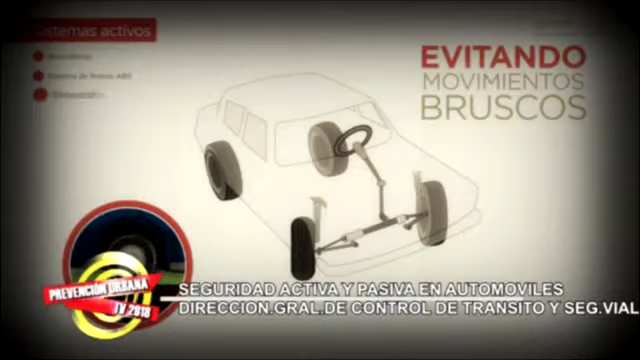 Sistemas activos
Sistema de frenos ABS
EVITANDO
MOVIMIENTOS
BRUSCOS
PREVENCIÓN URBANA
TV 2018
SEGURIDAD ACTIVA Y PASIVA EN AUTOMOVILES
DIRECCION.GRAL.DE CONTROL DE TRANSITO Y SEG.VIAL